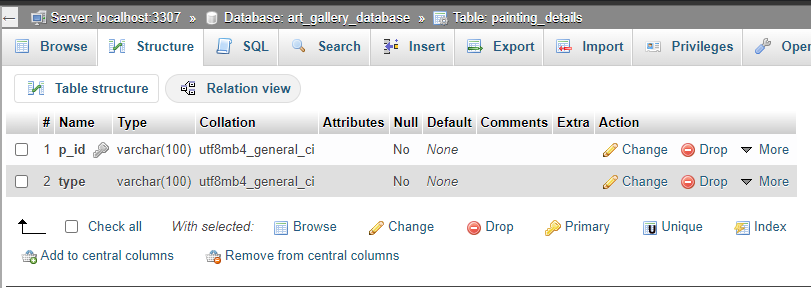 Server: localhost:3307 » Database: art_gallery_database » Table: painting_details
Browse Structure SQL Search Insert Export Import Privileges
Table structure Relation view
# Name Type Collation Attributes Null Default Comments Extra Action
1 p_id varchar(100) utf8mb4_general_ci No None Change Drop More
2 type varchar(100) utf8mb4_general_ci No None Change Drop More
Check all With selected: Browse Change Drop Primary Unique Index
Add to central columns Remove from central columns